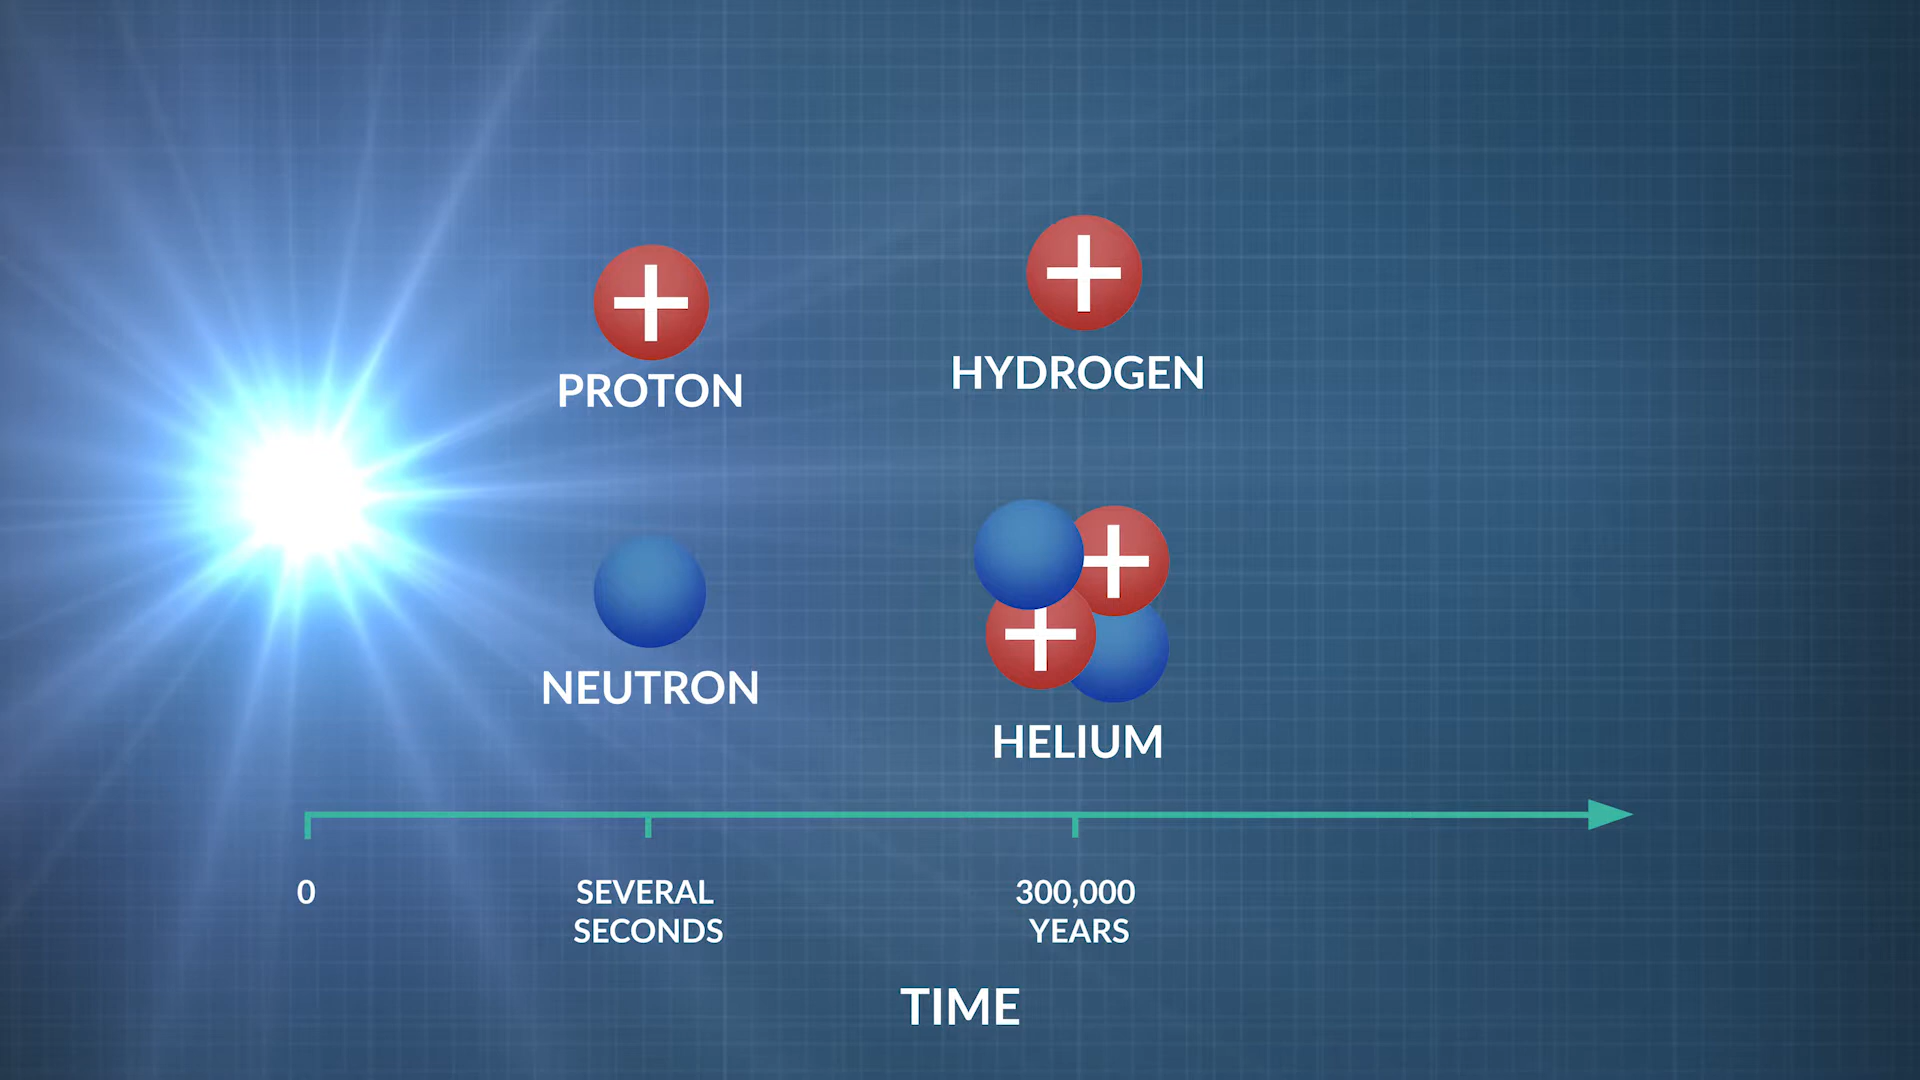 PROTON
HYDROGEN
NEUTRON
HELIUM
0
SEVERAL
SECONDS
300,000
YEARS
TIME